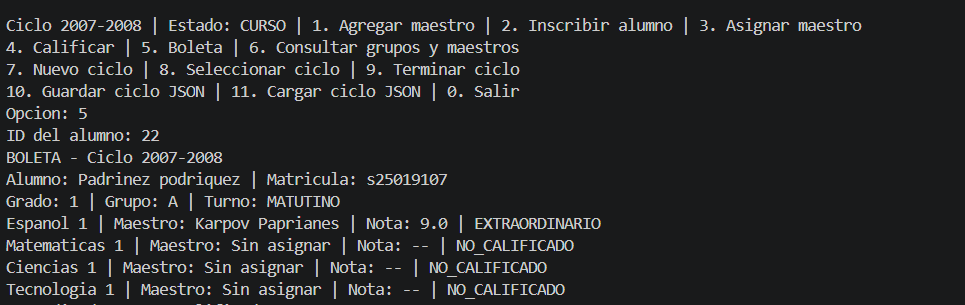 Ciclo 2007-2008 | Estado: CURSO | 1. Agregar maestro | 2. Inscribir alumno | 3. Asignar maestro
4. Calificar | 5. Boleta | 6. Consultar grupos y maestros
7. Nuevo ciclo | 8. Seleccionar ciclo | 9. Terminar ciclo
10. Guardar ciclo JSON | 11. Cargar ciclo JSON | 0. Salir
Opcion: 5
ID del alumno: 22
BOLETA - Ciclo 2007-2008
Alumno: Padrinez podriquez | Matricula: s25019107
Grado: 1 | Grupo: A | Turno: MATUTINO
Espanol 1 | Maestro: Karpov Paprianes | Nota: 9.0 | EXTRAORDINARIO
Matematicas 1 | Maestro: Sin asignar | Nota: -- | NO_CALIFICADO
Ciencias 1 | Maestro: Sin asignar | Nota: -- | NO_CALIFICADO
Tecnologia 1 | Maestro: Sin asignar | Nota: -- | NO_CALIFICADO